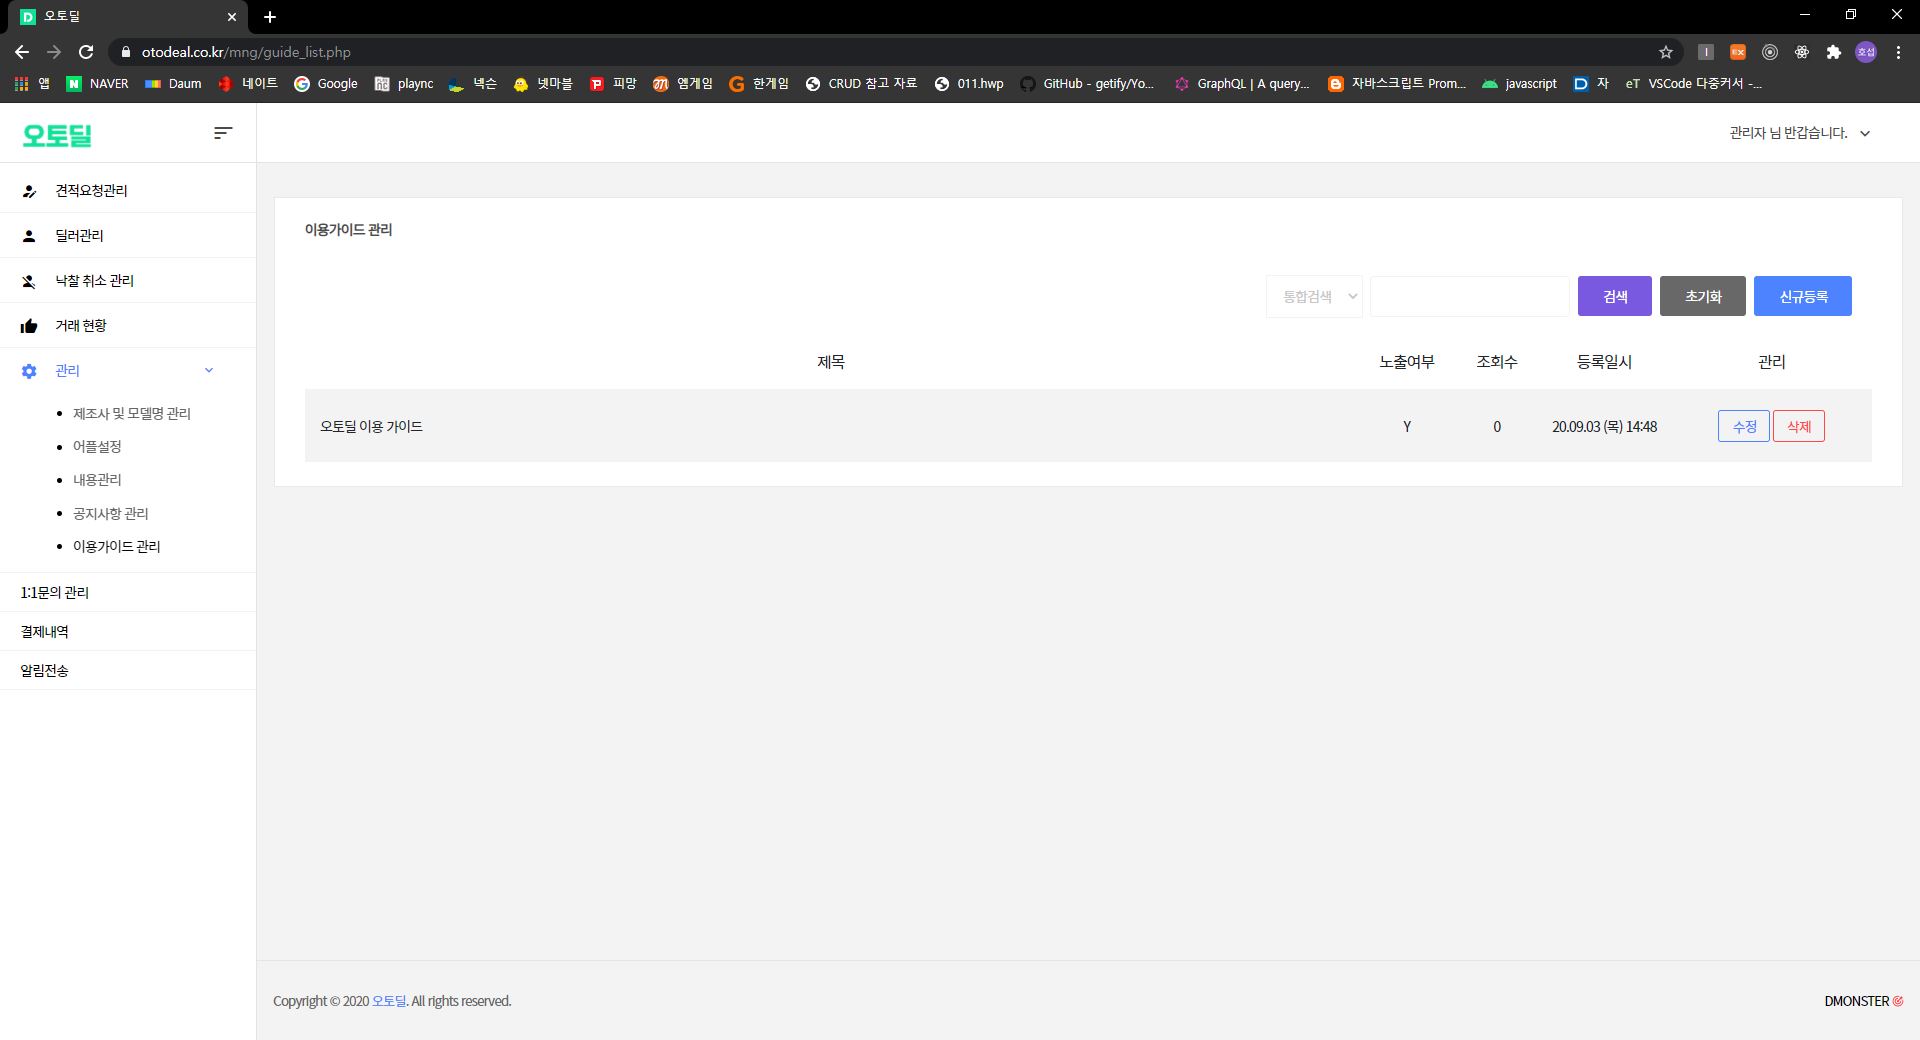 오토딜
otodeal.co.kr/mng/guide_list.php
EX 호섭
앱 NAVER Daum 네이트 Google plaync 넥슨 넷마블 피망 엠게임 한게임 CRUD 참고 자료 011.hwp GitHub - getify/Yo... GraphQL | A query... 자바스크립트 Prom... javascript 자 eT VSCode 다중커서 -...
오토딜
관리자 님 반갑습니다.
견적요청관리
딜러관리
낙찰 취소 관리
거래 현황
관리
제조사 및 모델명 관리
어플설정
내용관리
공지사항 관리
이용가이드 관리
1:1문의 관리
결제내역
알림전송
이용가이드 관리
통합검색 검색 초기화 신규등록
제목 노출여부 조회수 등록일시 관리
오토딜 이용 가이드 Y 0 20.09.03 (목) 14:48 수정 삭제
Copyright © 2020 오토딜. All rights reserved.
DMONSTER